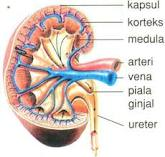 kapsul
korteks
medula
arteri
vena
piala
ginjal
ureter